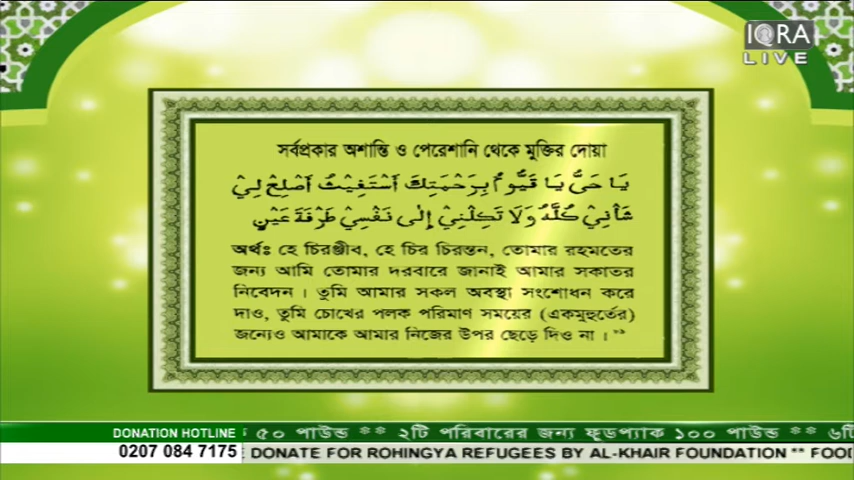 IQRA
LIVE
সর্বপ্রকার অশান্তি ও পেরেশানি থেকে মুক্তির দোয়া
يَا حَيُّ يَا قَيُّومُ بِرَحْمَتِكَ أَسْتَغِيْثُ أَصْلِحْ لِيْ
شَأْنِيْ كُلَّهُ وَلَا تَكِلْنِيْ إِلٰى نَفْسِيْ طَرْفَةَ عَيْنٍ
অর্থঃ হে চিরঞ্জীব, হে চির চিরন্তন, তোমার রহমতের
জন্য আমি তোমার দরবারে জানাই আমার সকাতর
নিবেদন । তুমি আমার সকল অবস্থা সংশোধন করে
দাও, তুমি চোখের পলক পরিমাণ সময়ের (একমুহুর্তের)
জন্যেও আমাকে আমার নিজের উপর ছেড়ে দিও না ।
DONATION HOTLINE
৫০ পাউন্ড ** ২টি পরিবারের জন্য ফুডপ্যাক ১০০ পাউন্ড ** ৬টি
0207 084 7175
DONATE FOR ROHINGYA REFUGEES BY AL-KHAIR FOUNDATION ** FOO